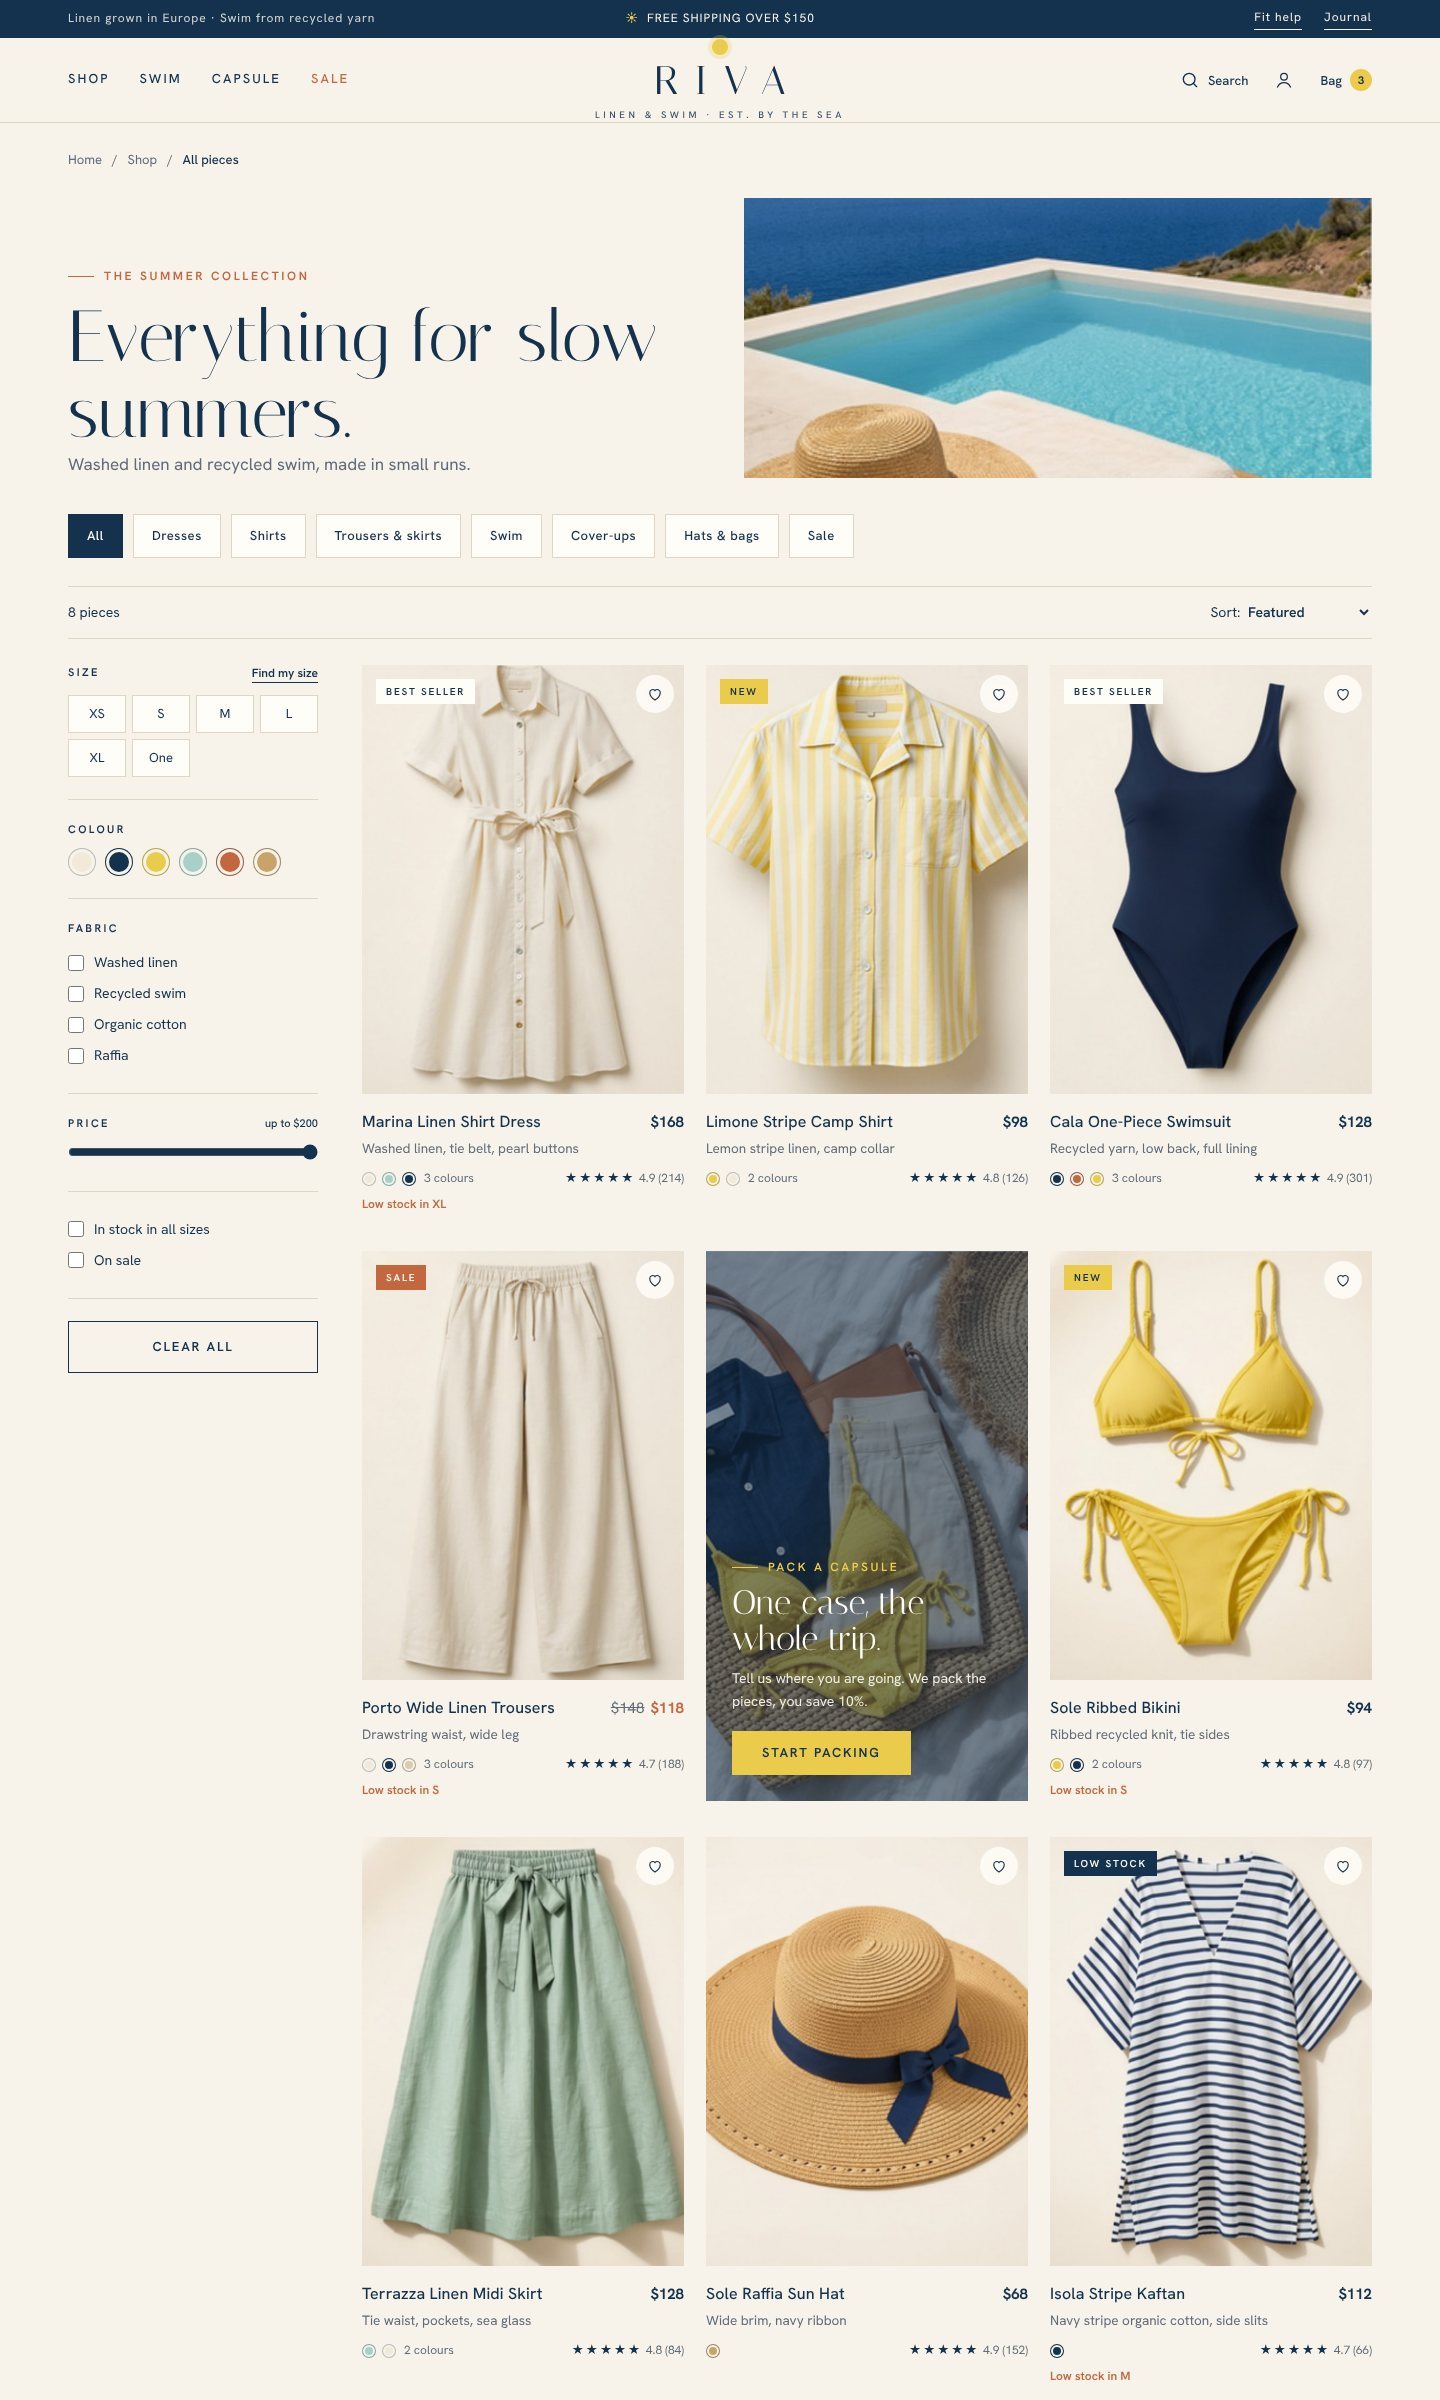 Linen grown in Europe · Swim from recycled yarn
☀ FREE SHIPPING OVER $150
Fit help
Journal
SHOP
SWIM
CAPSULE
SALE
RIVA
LINEN & SWIM · EST. BY THE SEA
Search
Bag 3
Home / Shop / All pieces
THE SUMMER COLLECTION
Everything for slow
summers.
Washed linen and recycled swim, made in small runs.
All
Dresses
Shirts
Trousers & skirts
Swim
Cover-ups
Hats & bags
Sale
8 pieces
Sort: Featured
SIZE
Find my size
XS
S
M
L
XL
One
COLOUR
FABRIC
Washed linen
Recycled swim
Organic cotton
Raffia
PRICE
up to $200
In stock in all sizes
On sale
CLEAR ALL
BEST SELLER
Marina Linen Shirt Dress $168
Washed linen, tie belt, pearl buttons
3 colours ★★★★★ 4.9 (214)
Low stock in XL
NEW
Limone Stripe Camp Shirt $98
Lemon stripe linen, camp collar
2 colours ★★★★★ 4.8 (126)
BEST SELLER
Cala One-Piece Swimsuit $128
Recycled yarn, low back, full lining
3 colours ★★★★★ 4.9 (301)
SALE
Porto Wide Linen Trousers $148 $118
Drawstring waist, wide leg
3 colours ★★★★★ 4.7 (188)
Low stock in S
PACK A CAPSULE
One case, the
whole trip.
Tell us where you are going. We pack the
pieces, you save 10%.
START PACKING
NEW
Sole Ribbed Bikini $94
Ribbed recycled knit, tie sides
2 colours ★★★★★ 4.8 (97)
Low stock in S
Terrazza Linen Midi Skirt $128
Tie waist, pockets, sea glass
2 colours ★★★★★ 4.8 (84)
Sole Raffia Sun Hat $68
Wide brim, navy ribbon
★★★★★ 4.9 (152)
LOW STOCK
Isola Stripe Kaftan $112
Navy stripe organic cotton, side slits
★★★★★ 4.7 (66)
Low stock in M